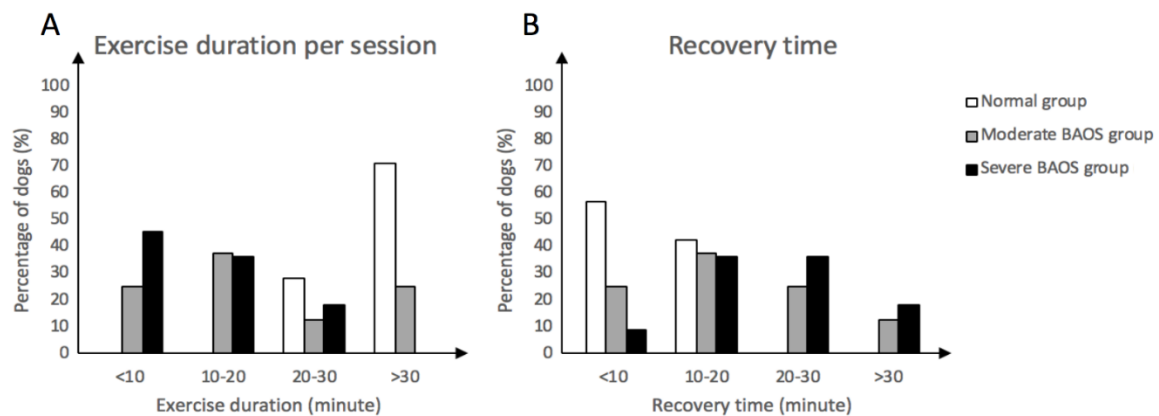 A
Exercise duration per session
Percentage of dogs (%)
100
90
80
70
60
50
40
30
20
10
0
<10 10-20 20-30 >30
Exercise duration (minute)
B
Recovery time
Percentage of dogs (%)
100
90
80
70
60
50
40
30
20
10
0
<10 10-20 20-30 >30
Recovery time (minute)
Normal group
Moderate BAOS group
Severe BAOS group